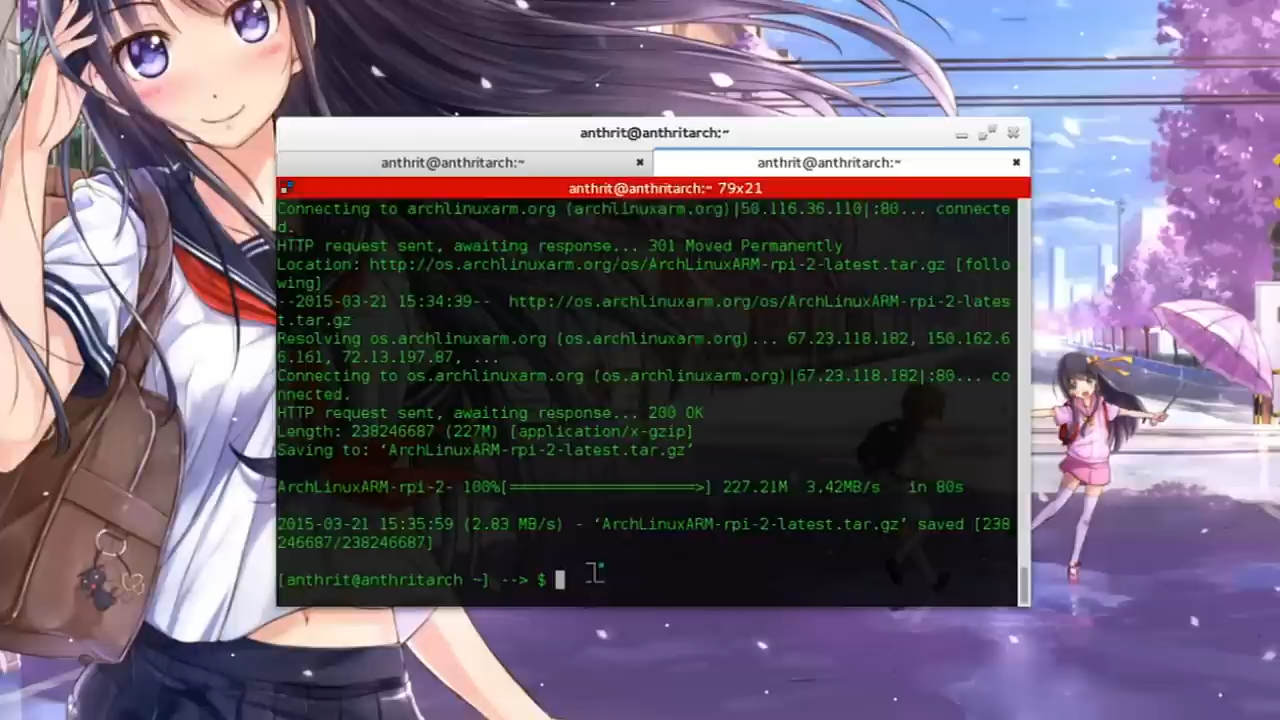 anthrit@anthritarch:~
anthrit@anthritarch:~ anthrit@anthritarch:~
anthrit@anthritarch:~ 79x21
Connecting to archlinuxarm.org (archlinuxarm.org)|50.116.36.110|:80... connecte
d.
HTTP request sent, awaiting response... 301 Moved Permanently
Location: http://os.archlinuxarm.org/os/ArchLinuxARM-rpi-2-latest.tar.gz [follo
wing]
--2015-03-21 15:34:39-- http://os.archlinuxarm.org/os/ArchLinuxARM-rpi-2-lates
t.tar.gz
Resolving os.archlinuxarm.org (os.archlinuxarm.org)... 67.23.118.182, 150.162.6
6.161, 72.13.197.87, ...
Connecting to os.archlinuxarm.org (os.archlinuxarm.org)|67.23.118.182|:80... co
nnected.
HTTP request sent, awaiting response... 200 OK
Length: 238246687 (227M) [application/x-gzip]
Saving to: ‘ArchLinuxARM-rpi-2-latest.tar.gz’
ArchLinuxARM-rpi-2- 100%[=====================>] 227.21M 3.42MB/s in 80s
2015-03-21 15:35:59 (2.83 MB/s) - ‘ArchLinuxARM-rpi-2-latest.tar.gz’ saved [238
246687/238246687]
[anthrit@anthritarch ~] --> $